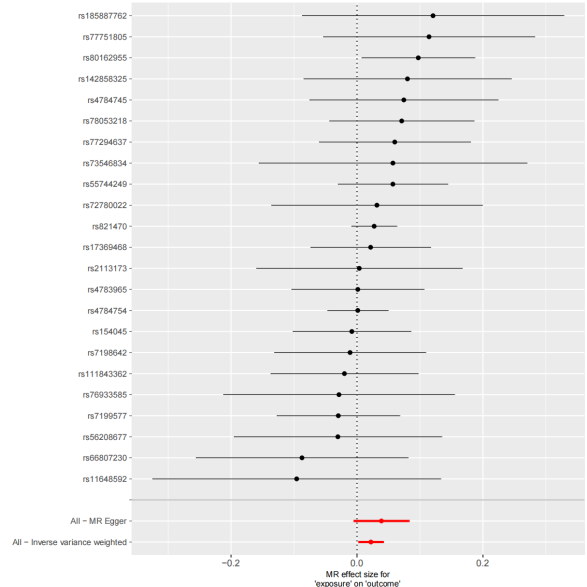 rs185887762
rs77751805
rs80162955
rs142858325
rs4784745
rs78053218
rs77294637
rs73546834
rs55744249
rs72780022
rs821470
rs17369468
rs2113173
rs4783965
rs4784754
rs154045
rs7198642
rs111843362
rs76933585
rs7199577
rs56208677
rs66807230
rs11648592
All − MR Egger
All − Inverse variance weighted
−0.2 0.0 0.2
MR effect size for
'exposure' on 'outcome'